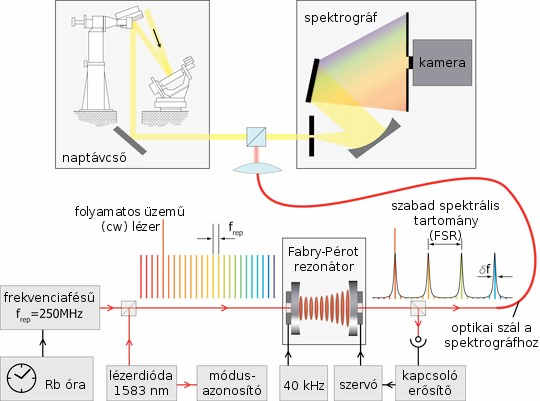 spektrográf
kamera
naptávcső
folyamatos üzemű
(cw) lézer
f rep
szabad spektrális
tartomány
(FSR)
Fabry-Pérot
rezonátor
δf
frekvenciafésű
f rep=250MHz
optikai szál a
spektrográfhoz
Rb óra
lézerdióda
1583 nm
módus-
azonosító
40 kHz
szervó
kapcsoló
erősítő